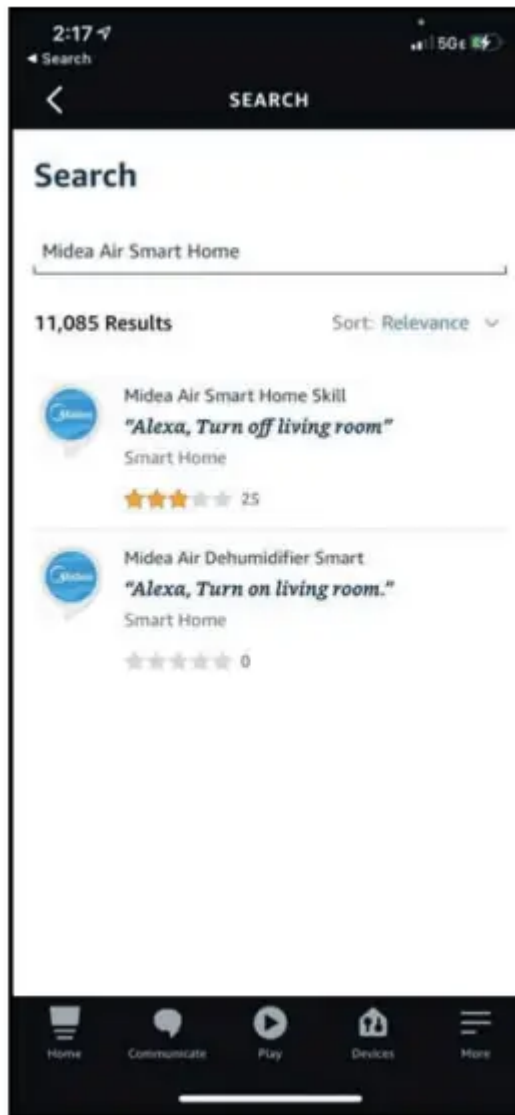 2:17
◄ Search
5GE
SEARCH
Search
Midea Air Smart Home
11,085 Results
Sort: Relevance
Midea Air Smart Home Skill
"Alexa, Turn off living room"
Smart Home
25
Midea Air Dehumidifier Smart
"Alexa, Turn on living room."
Smart Home
0
Home
Communicate
Play
Devices
More